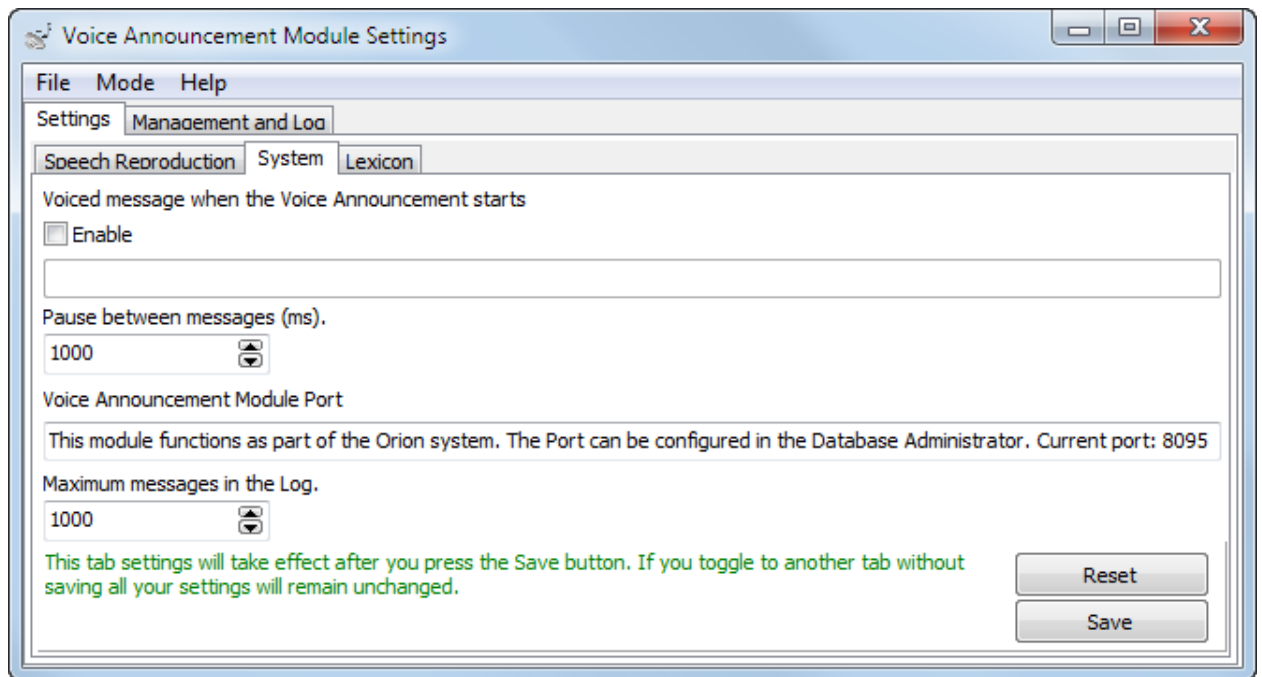 Voice Announcement Module Settings
File Mode Help
Settings Management and Log
Speech Reproduction System Lexicon
Voiced message when the Voice Announcement starts
Enable
Pause between messages (ms).
1000
Voice Announcement Module Port
This module functions as part of the Orion system. The Port can be configured in the Database Administrator. Current port: 8095
Maximum messages in the Log.
1000
This tab settings will take effect after you press the Save button. If you toggle to another tab without
saving all your settings will remain unchanged.
Reset
Save